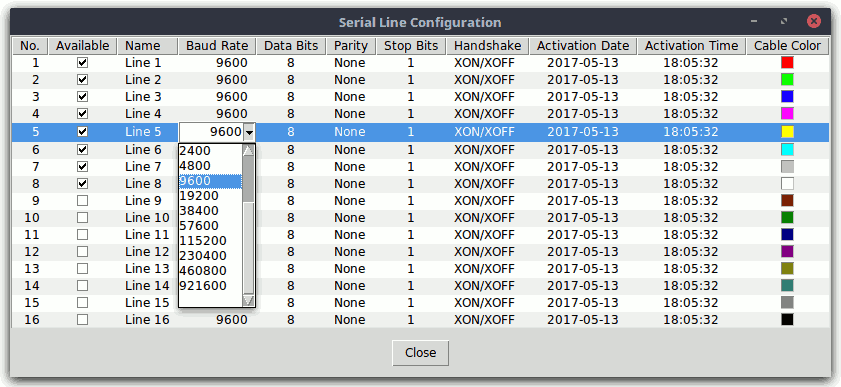 Serial Line Configuration
No. Available Name Baud Rate Data Bits Parity Stop Bits Handshake Activation Date Activation Time Cable Color
1 Line 1 9600 8 None 1 XON/XOFF 2017-05-13 18:05:32
2 Line 2 9600 8 None 1 XON/XOFF 2017-05-13 18:05:32
3 Line 3 9600 8 None 1 XON/XOFF 2017-05-13 18:05:32
4 Line 4 9600 8 None 1 XON/XOFF 2017-05-13 18:05:32
5 Line 5 9600 8 None 1 XON/XOFF 2017-05-13 18:05:32
6 Line 6 2400 8 None 1 XON/XOFF 2017-05-13 18:05:32
7 Line 7 4800 8 None 1 XON/XOFF 2017-05-13 18:05:32
8 Line 8 9600 8 None 1 XON/XOFF 2017-05-13 18:05:32
9 Line 9 19200 8 None 1 XON/XOFF 2017-05-13 18:05:32
10 Line 10 38400 8 None 1 XON/XOFF 2017-05-13 18:05:32
11 Line 11 57600 8 None 1 XON/XOFF 2017-05-13 18:05:32
12 Line 12 115200 8 None 1 XON/XOFF 2017-05-13 18:05:32
13 Line 13 230400 8 None 1 XON/XOFF 2017-05-13 18:05:32
460800
14 Line 14 921600 8 None 1 XON/XOFF 2017-05-13 18:05:32
15 Line 15 8 None 1 XON/XOFF 2017-05-13 18:05:32
16 Line 16 9600 8 None 1 XON/XOFF 2017-05-13 18:05:32
Close